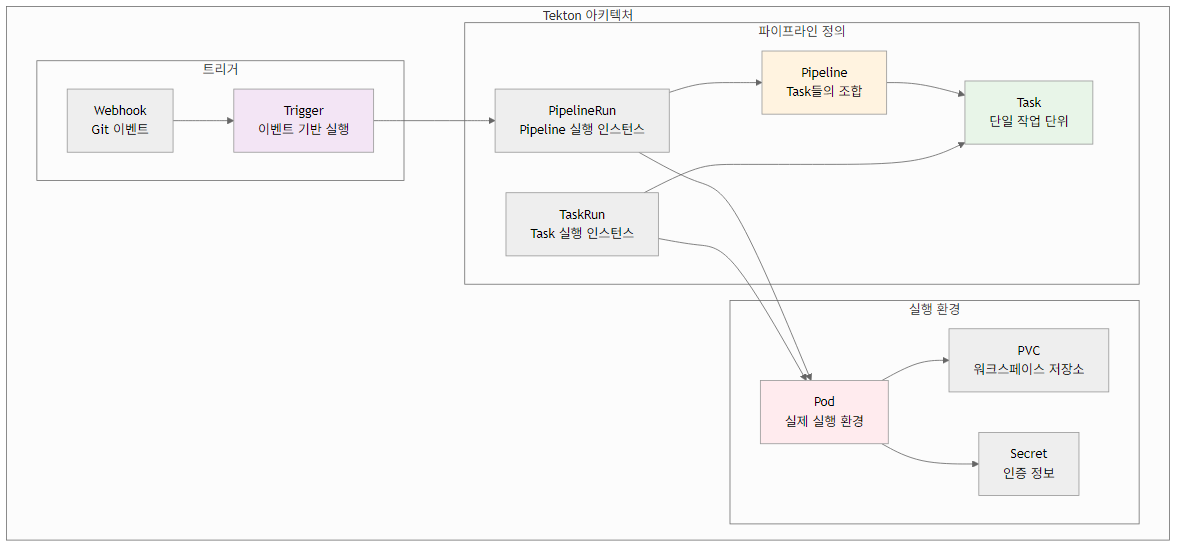 Tekton 아키텍처
트리거
Webhook
Git 이벤트
Trigger
이벤트 기반 실행
파이프라인 정의
PipelineRun
Pipeline 실행 인스턴스
Pipeline
Task들의 조합
Task
단일 작업 단위
TaskRun
Task 실행 인스턴스
실행 환경
Pod
실제 실행 환경
PVC
워크스페이스 저장소
Secret
인증 정보